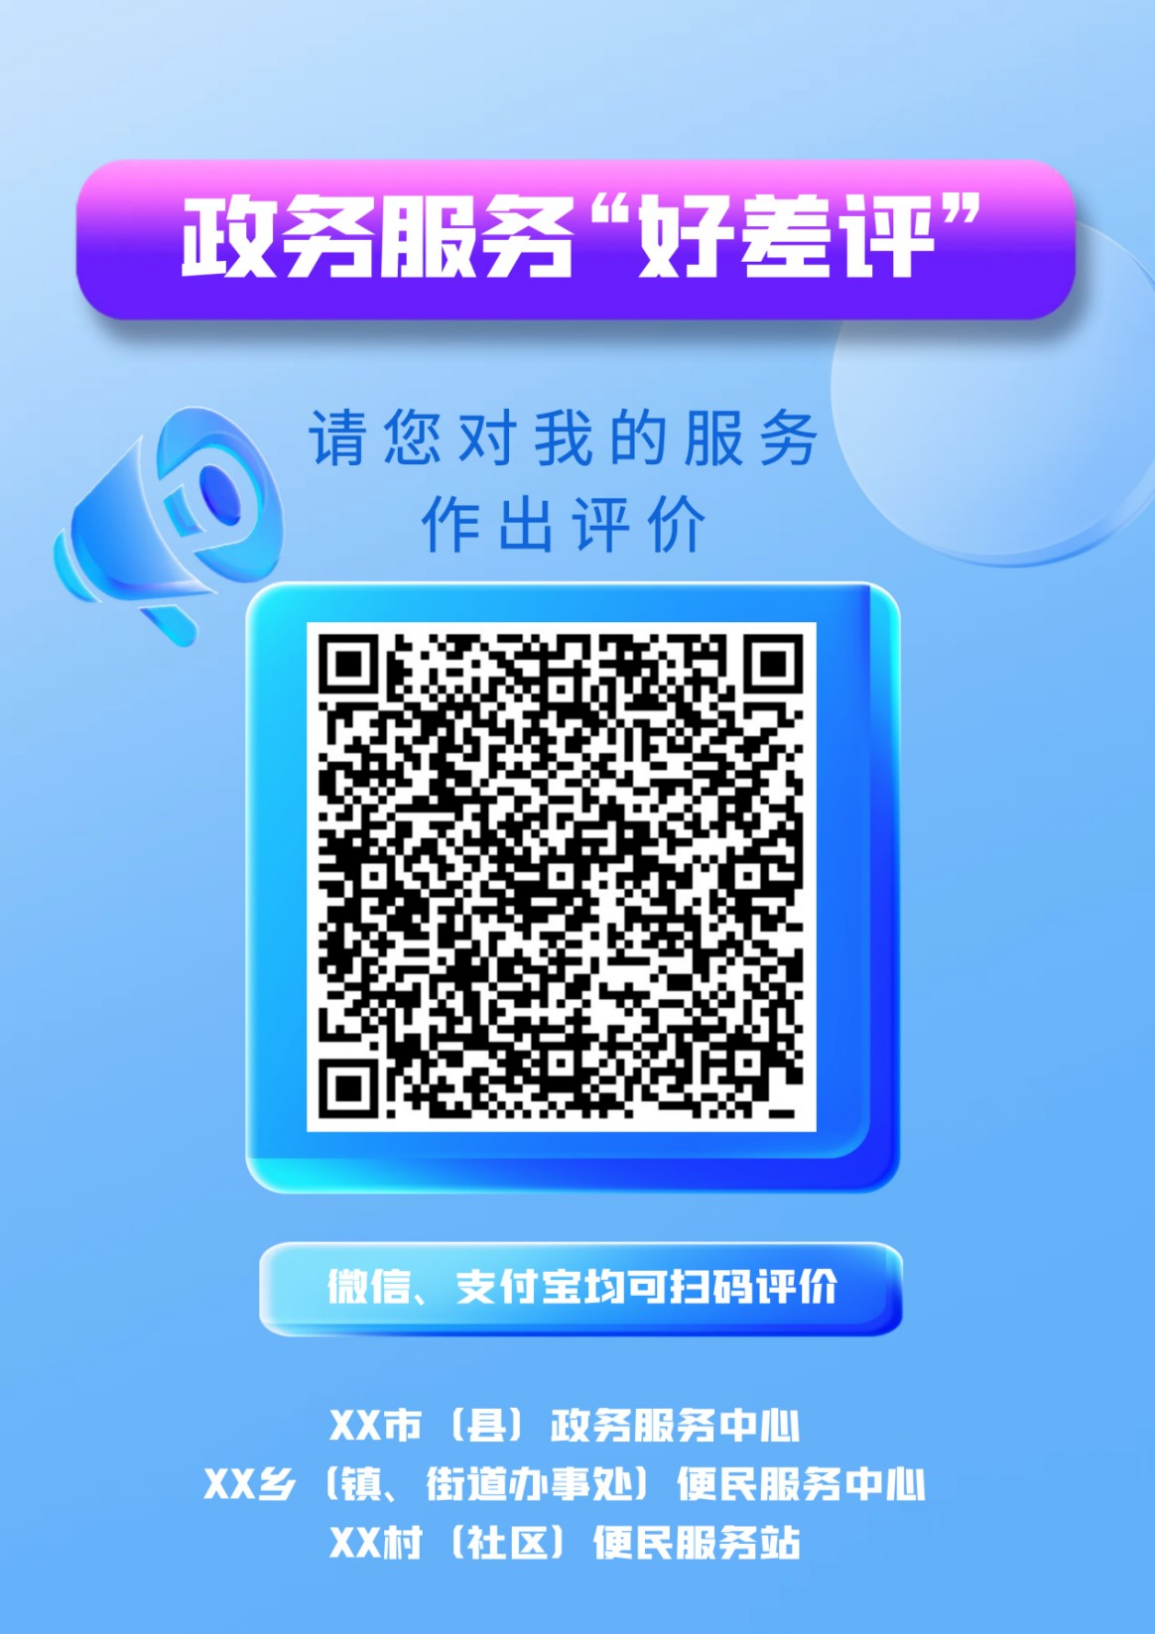 政务服务“好差评”
请您对我的服务
作出评价
微信、支付宝均可扫码评价
XX市（县）政务服务中心
XX乡（镇、街道办事处）便民服务中心
XX村（社区）便民服务站